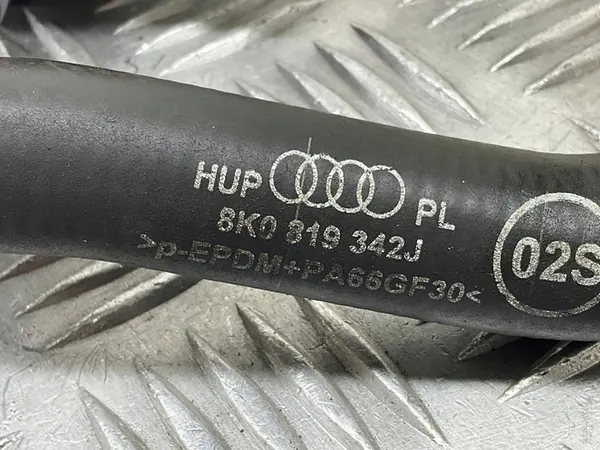 HUP PL
8K0 819 342J
>p-EPDM+PA66GF30<
02S